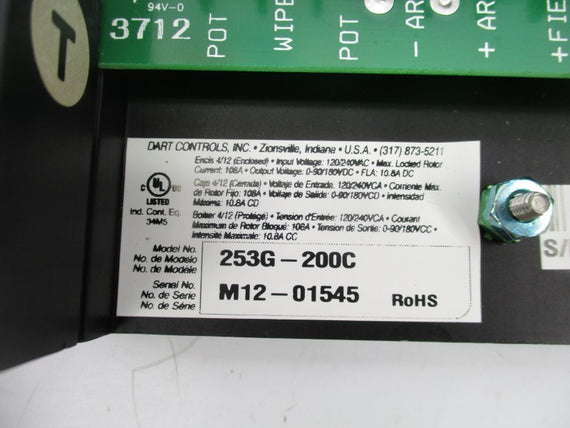 94V-0
3712
POT
WIPE
POT
- AR
+ AR
+FIE
T
DART CONTROLS, INC. • Zionsville, Indiana • U.S.A. • (317) 873-5211
Encls 4/12 (Enclosed) • Input Voltage: 120/240VAC • Max. Locked Rotor
Current: 108A • Output Voltage: 0-90/180VDC • FLA: 10.8A DC
Caja 4/12 (Cerrada) • Voltaje de Entrada: 120/240VCA • Corriente Max.
de Rotor Fijo: 108A • Voltaje de Salida: 0-90/180VDC • Intensidad
Máxima: 10.8A CD
Boitier 4/12 (Protégé) • Tension d'Entrée: 120/240VCA • Courant
Maximum de Rotor Bloqué: 108A • Tension de Sortie: 0-90/180VCC •
Intensité Maximale: 10.8A CC
C UL US
LISTED
Ind. Cont. Eq.
34M5
Model No.
No. de Modelo
No. de Modèle
253G-200C
Serial No.
No. de Serie
No. de Série
M12-01545
RoHS
S/